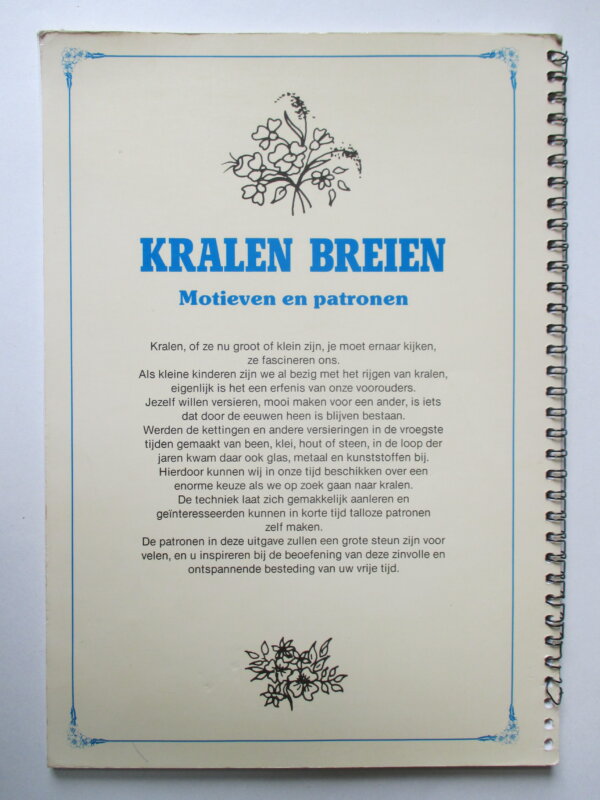 KRALEN BREIEN
Motieven en patronen
Kralen, of ze nu groot of klein zijn, je moet ernaar kijken,
ze fascineren ons.
Als kleine kinderen zijn we al bezig met het rijgen van kralen,
eigenlijk is het een erfenis van onze voorouders.
Jezelf willen versieren, mooi maken voor een ander, is iets
dat door de eeuwen heen is blijven bestaan.
Werden de kettingen en andere versieringen in de vroegste
tijden gemaakt van been, klei, hout of steen, in de loop der
jaren kwam daar ook glas, metaal en kunststoffen bij.
Hierdoor kunnen wij in onze tijd beschikken over een
enorme keuze als we op zoek gaan naar kralen.
De techniek laat zich gemakkelijk aanleren en
geïnteresseerden kunnen in korte tijd talloze patronen
zelf maken.
De patronen in deze uitgave zullen een grote steun zijn voor
velen, en u inspireren bij de beoefening van deze zinvolle en
ontspannende besteding van uw vrije tijd.